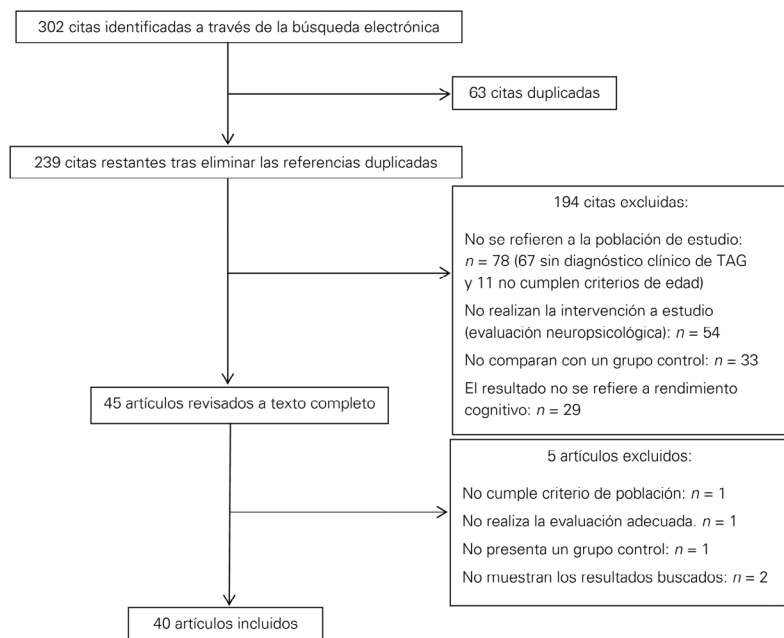 302 citas identificadas a través de la búsqueda electrónica
63 citas duplicadas
239 citas restantes tras eliminar las referencias duplicadas
194 citas excluidas:
No se refieren a la población de estudio:
n = 78 (67 sin diagnóstico clínico de TAG
y 11 no cumplen criterios de edad)
No realizan la intervención a estudio
(evaluación neuropsicológica): n = 54
No comparan con un grupo control: n = 33
El resultado no se refiere a rendimiento
cognitivo: n = 29
45 artículos revisados a texto completo
5 artículos excluidos:
No cumple criterio de población: n = 1
No realiza la evaluación adecuada. n = 1
No presenta un grupo control: n = 1
No muestran los resultados buscados: n = 2
40 artículos incluidos